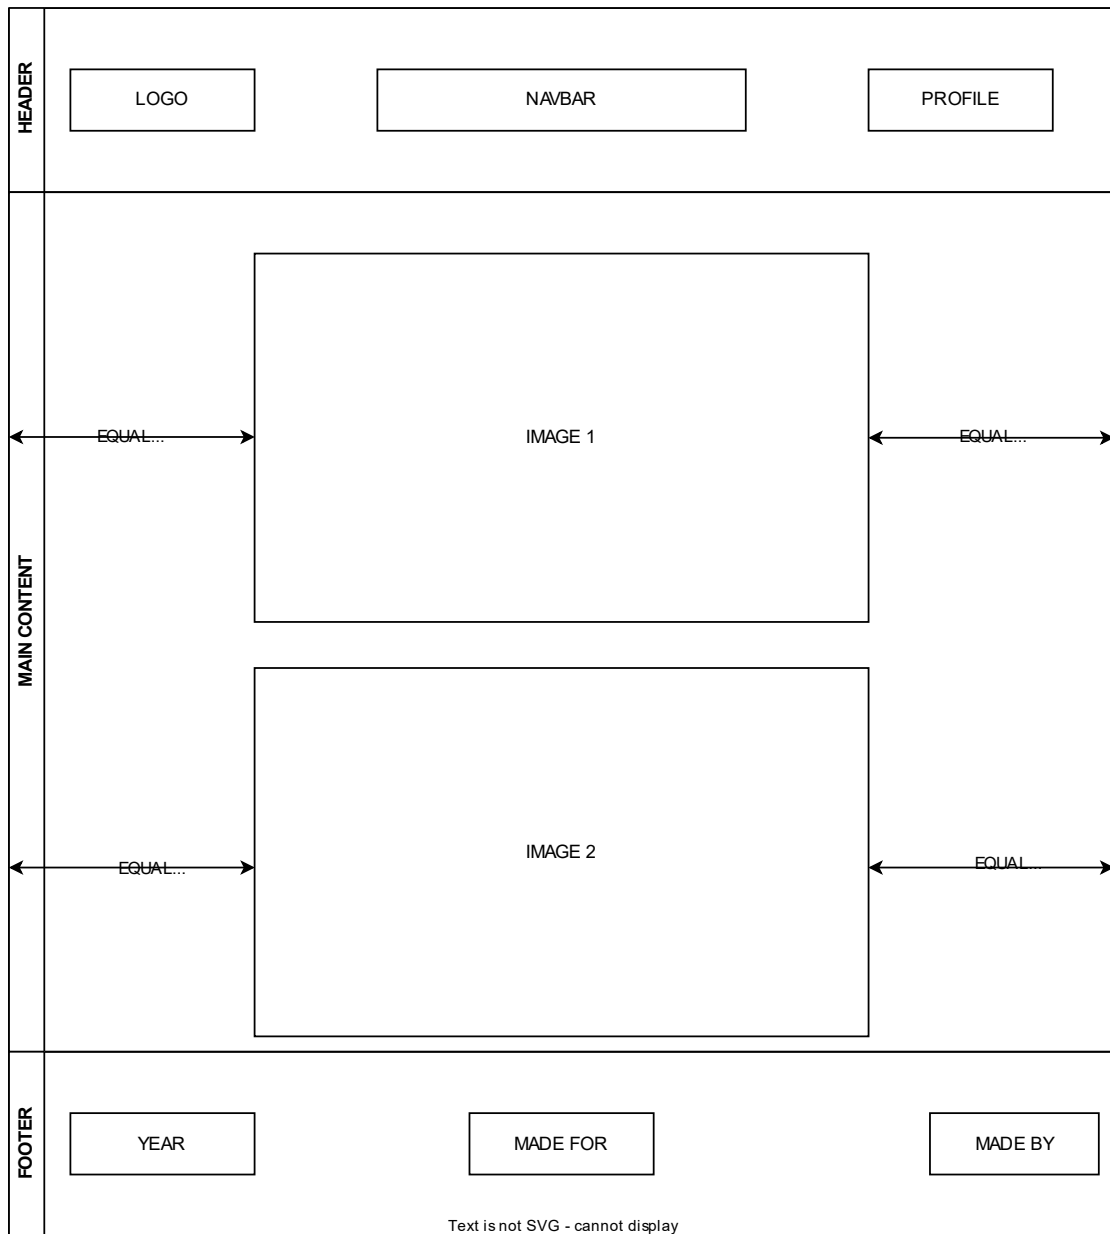 HEADER
LOGO
NAVBAR
PROFILE
MAIN CONTENT
IMAGE 1
EQUAL...
EQUAL...
IMAGE 2
EQUAL...
EQUAL...
FOOTER
YEAR
MADE FOR
MADE BY
Text is not SVG - cannot display